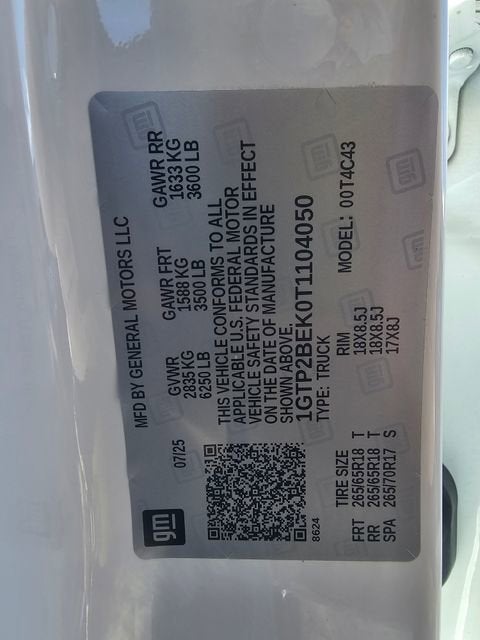 gm
MFD BY GENERAL MOTORS LLC
07/25
GVWR GAWR FRT GAWR RR
2835 KG 1588 KG 1633 KG
6250 LB 3500 LB 3600 LB
THIS VEHICLE CONFORMS TO ALL
APPLICABLE U.S. FEDERAL MOTOR
VEHICLE SAFETY STANDARDS IN EFFECT
ON THE DATE OF MANUFACTURE
SHOWN ABOVE.
1GTP2BEK0T1104050
TYPE: TRUCK MODEL: 00T4C43
8624
TIRE SIZE RIM
FRT 265/65R18 T 18X8.5J
RR 265/65R18 T 18X8.5J
SPA 265/70R17 S 17X8J